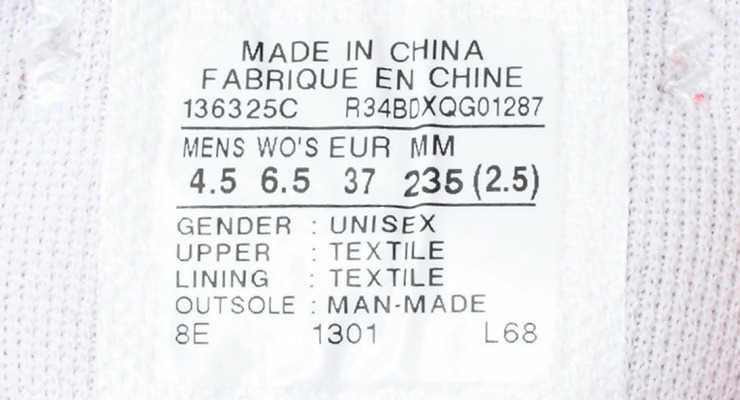 MADE IN CHINA
FABRIQUE EN CHINE
136325C R34BDXQG01287
MENS WO'S EUR MM
4.5 6.5 37 235 (2.5)
GENDER : UNISEX
UPPER : TEXTILE
LINING : TEXTILE
OUTSOLE : MAN-MADE
8E 1301 L68